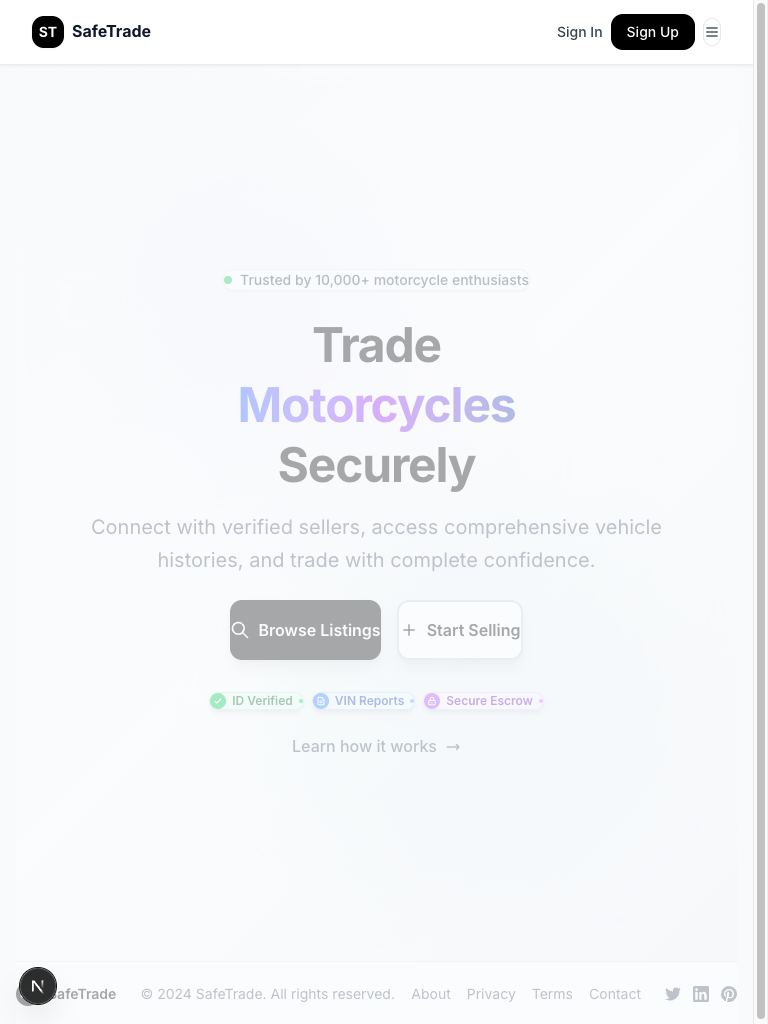 ST SafeTrade Sign In Sign Up
Trusted by 10,000+ motorcycle enthusiasts
Trade
Motorcycles
Securely
Connect with verified sellers, access comprehensive vehicle
histories, and trade with complete confidence.
Browse Listings Start Selling
ID Verified VIN Reports Secure Escrow
Learn how it works →
N afeTrade © 2024 SafeTrade. All rights reserved. About Privacy Terms Contact